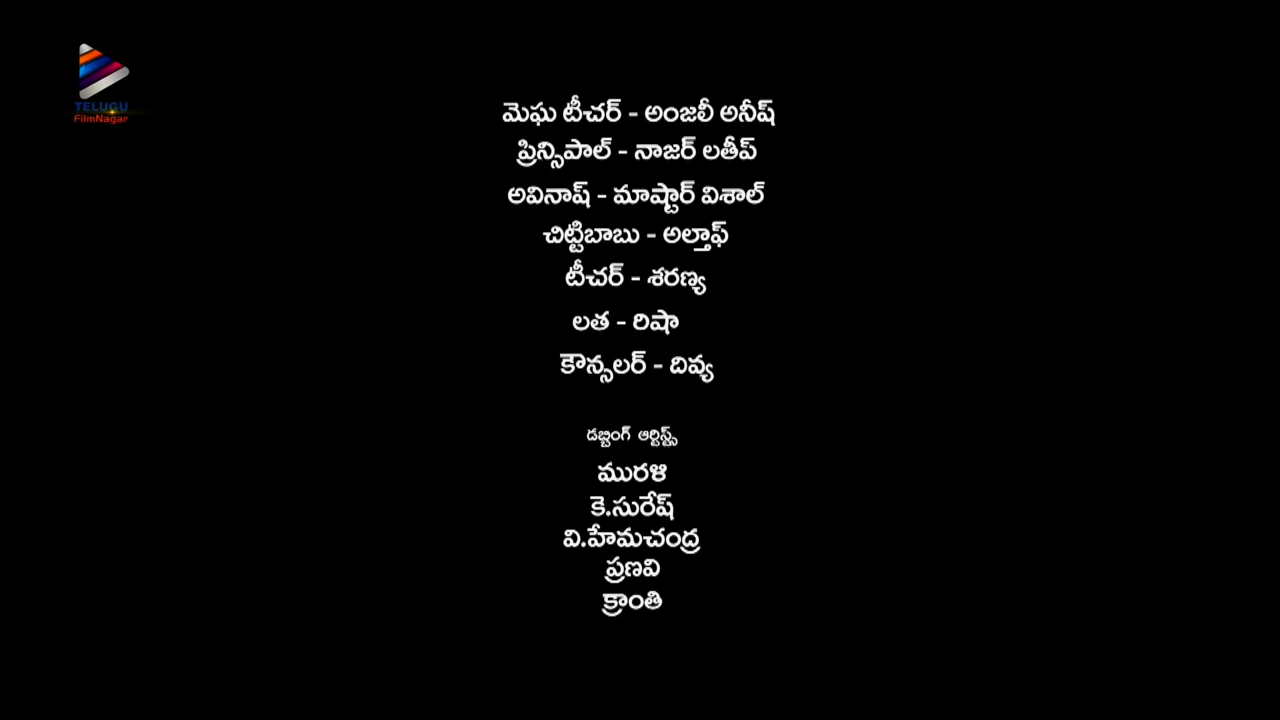 TELUGU
FilmNagar
మెఘ టీచర్ - అంజలీ అనీష్
ప్రిన్సిపాల్ - నాజర్ లతీప్
అవినాష్ - మాష్టార్ విశాల్
చిట్టిబాబు - అల్తాఫ్
టీచర్ - శరణ్య
లత - రిషా
కౌన్సలర్ - దివ్య
డబ్బింగ్ ఆర్టిస్ట్స్
మురళి
కె.సురేష్
వి.హేమచంద్ర
ప్రణవి
క్రాంతి